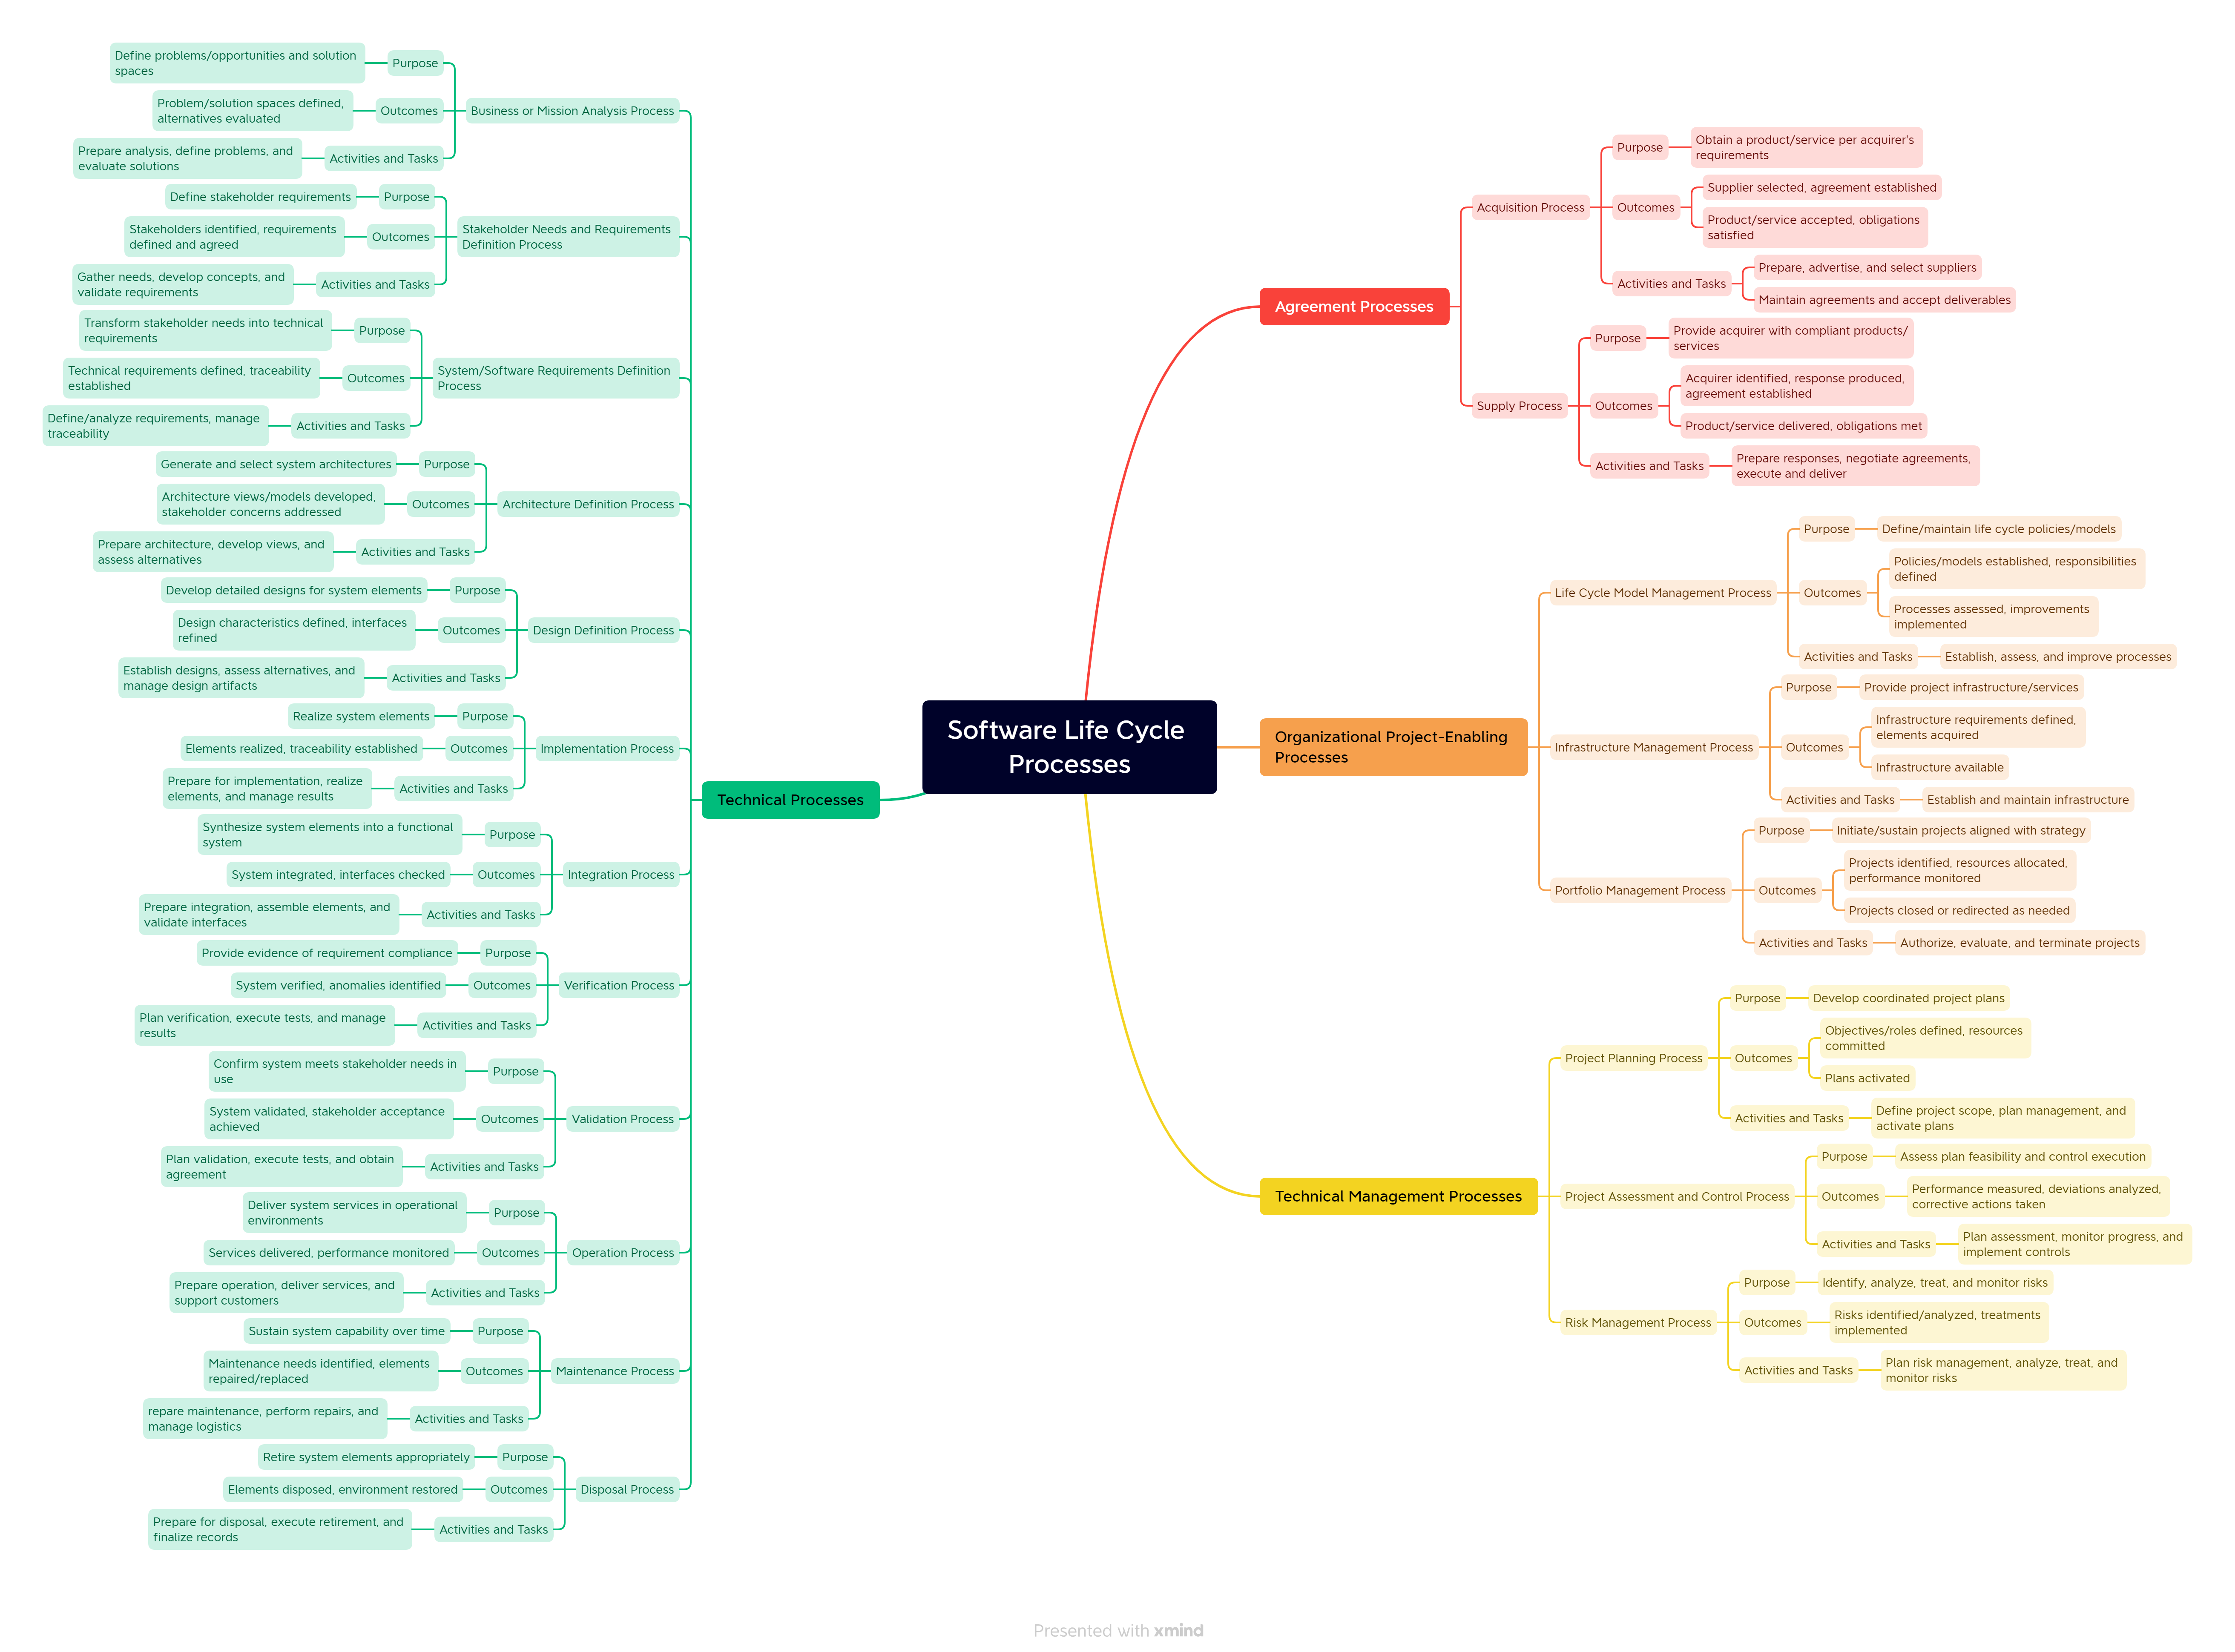 Software Life Cycle
Processes
Agreement Processes
Acquisition Process
Purpose
Obtain a product/service per acquirer's
requirements
Outcomes
Supplier selected, agreement established
Product/service accepted, obligations
satisfied
Activities and Tasks
Prepare, advertise, and select suppliers
Maintain agreements and accept deliverables
Supply Process
Purpose
Provide acquirer with compliant products/
services
Outcomes
Acquirer identified, response produced,
agreement established
Product/service delivered, obligations met
Activities and Tasks
Prepare responses, negotiate agreements,
execute and deliver
Organizational Project-Enabling
Processes
Life Cycle Model Management Process
Purpose
Define/maintain life cycle policies/models
Outcomes
Policies/models established, responsibilities
defined
Processes assessed, improvements
implemented
Activities and Tasks
Establish, assess, and improve processes
Infrastructure Management Process
Purpose
Provide project infrastructure/services
Outcomes
Infrastructure requirements defined,
elements acquired
Infrastructure available
Activities and Tasks
Establish and maintain infrastructure
Portfolio Management Process
Purpose
Initiate/sustain projects aligned with strategy
Outcomes
Projects identified, resources allocated,
performance monitored
Projects closed or redirected as needed
Activities and Tasks
Authorize, evaluate, and terminate projects
Technical Management Processes
Project Planning Process
Purpose
Develop coordinated project plans
Outcomes
Objectives/roles defined, resources
committed
Plans activated
Activities and Tasks
Define project scope, plan management, and
activate plans
Project Assessment and Control Process
Purpose
Assess plan feasibility and control execution
Outcomes
Performance measured, deviations analyzed,
corrective actions taken
Activities and Tasks
Plan assessment, monitor progress, and
implement controls
Risk Management Process
Purpose
Identify, analyze, treat, and monitor risks
Outcomes
Risks identified/analyzed, treatments
implemented
Activities and Tasks
Plan risk management, analyze, treat, and
monitor risks
Technical Processes
Business or Mission Analysis Process
Purpose
Define problems/opportunities and solution
spaces
Outcomes
Problem/solution spaces defined,
alternatives evaluated
Activities and Tasks
Prepare analysis, define problems, and
evaluate solutions
Stakeholder Needs and Requirements
Definition Process
Purpose
Define stakeholder requirements
Outcomes
Stakeholders identified, requirements
defined and agreed
Activities and Tasks
Gather needs, develop concepts, and
validate requirements
System/Software Requirements Definition
Process
Purpose
Transform stakeholder needs into technical
requirements
Outcomes
Technical requirements defined, traceability
established
Activities and Tasks
Define/analyze requirements, manage
traceability
Architecture Definition Process
Purpose
Generate and select system architectures
Outcomes
Architecture views/models developed,
stakeholder concerns addressed
Activities and Tasks
Prepare architecture, develop views, and
assess alternatives
Design Definition Process
Purpose
Develop detailed designs for system elements
Outcomes
Design characteristics defined, interfaces
refined
Activities and Tasks
Establish designs, assess alternatives, and
manage design artifacts
Implementation Process
Purpose
Realize system elements
Outcomes
Elements realized, traceability established
Activities and Tasks
Prepare for implementation, realize
elements, and manage results
Integration Process
Purpose
Synthesize system elements into a functional
system
Outcomes
System integrated, interfaces checked
Activities and Tasks
Prepare integration, assemble elements, and
validate interfaces
Verification Process
Purpose
Provide evidence of requirement compliance
Outcomes
System verified, anomalies identified
Activities and Tasks
Plan verification, execute tests, and manage
results
Validation Process
Purpose
Confirm system meets stakeholder needs in
use
Outcomes
System validated, stakeholder acceptance
achieved
Activities and Tasks
Plan validation, execute tests, and obtain
agreement
Operation Process
Purpose
Deliver system services in operational
environments
Outcomes
Services delivered, performance monitored
Activities and Tasks
Prepare operation, deliver services, and
support customers
Maintenance Process
Purpose
Sustain system capability over time
Outcomes
Maintenance needs identified, elements
repaired/replaced
Activities and Tasks
repare maintenance, perform repairs, and
manage logistics
Disposal Process
Purpose
Retire system elements appropriately
Outcomes
Elements disposed, environment restored
Activities and Tasks
Prepare for disposal, execute retirement, and
finalize records
Presented with xmind